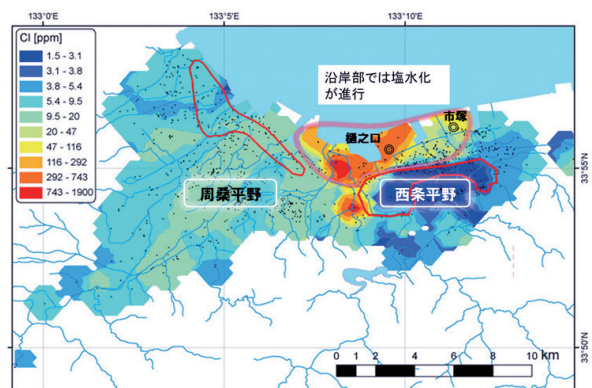 133°0'E
133°5'E
133°10'E
Cl [ppm]
1.5 - 3.1
3.1 - 3.8
3.8 - 5.4
5.4 - 9.5
9.5 - 20
20 - 47
47 - 116
116 - 292
292 - 743
743 - 1900
沿岸部では塩水化
が進行
市塚
樋之口
33°55'N
周桑平野
西条平野
33°50'N
0 1 2 4 6 8 10 km